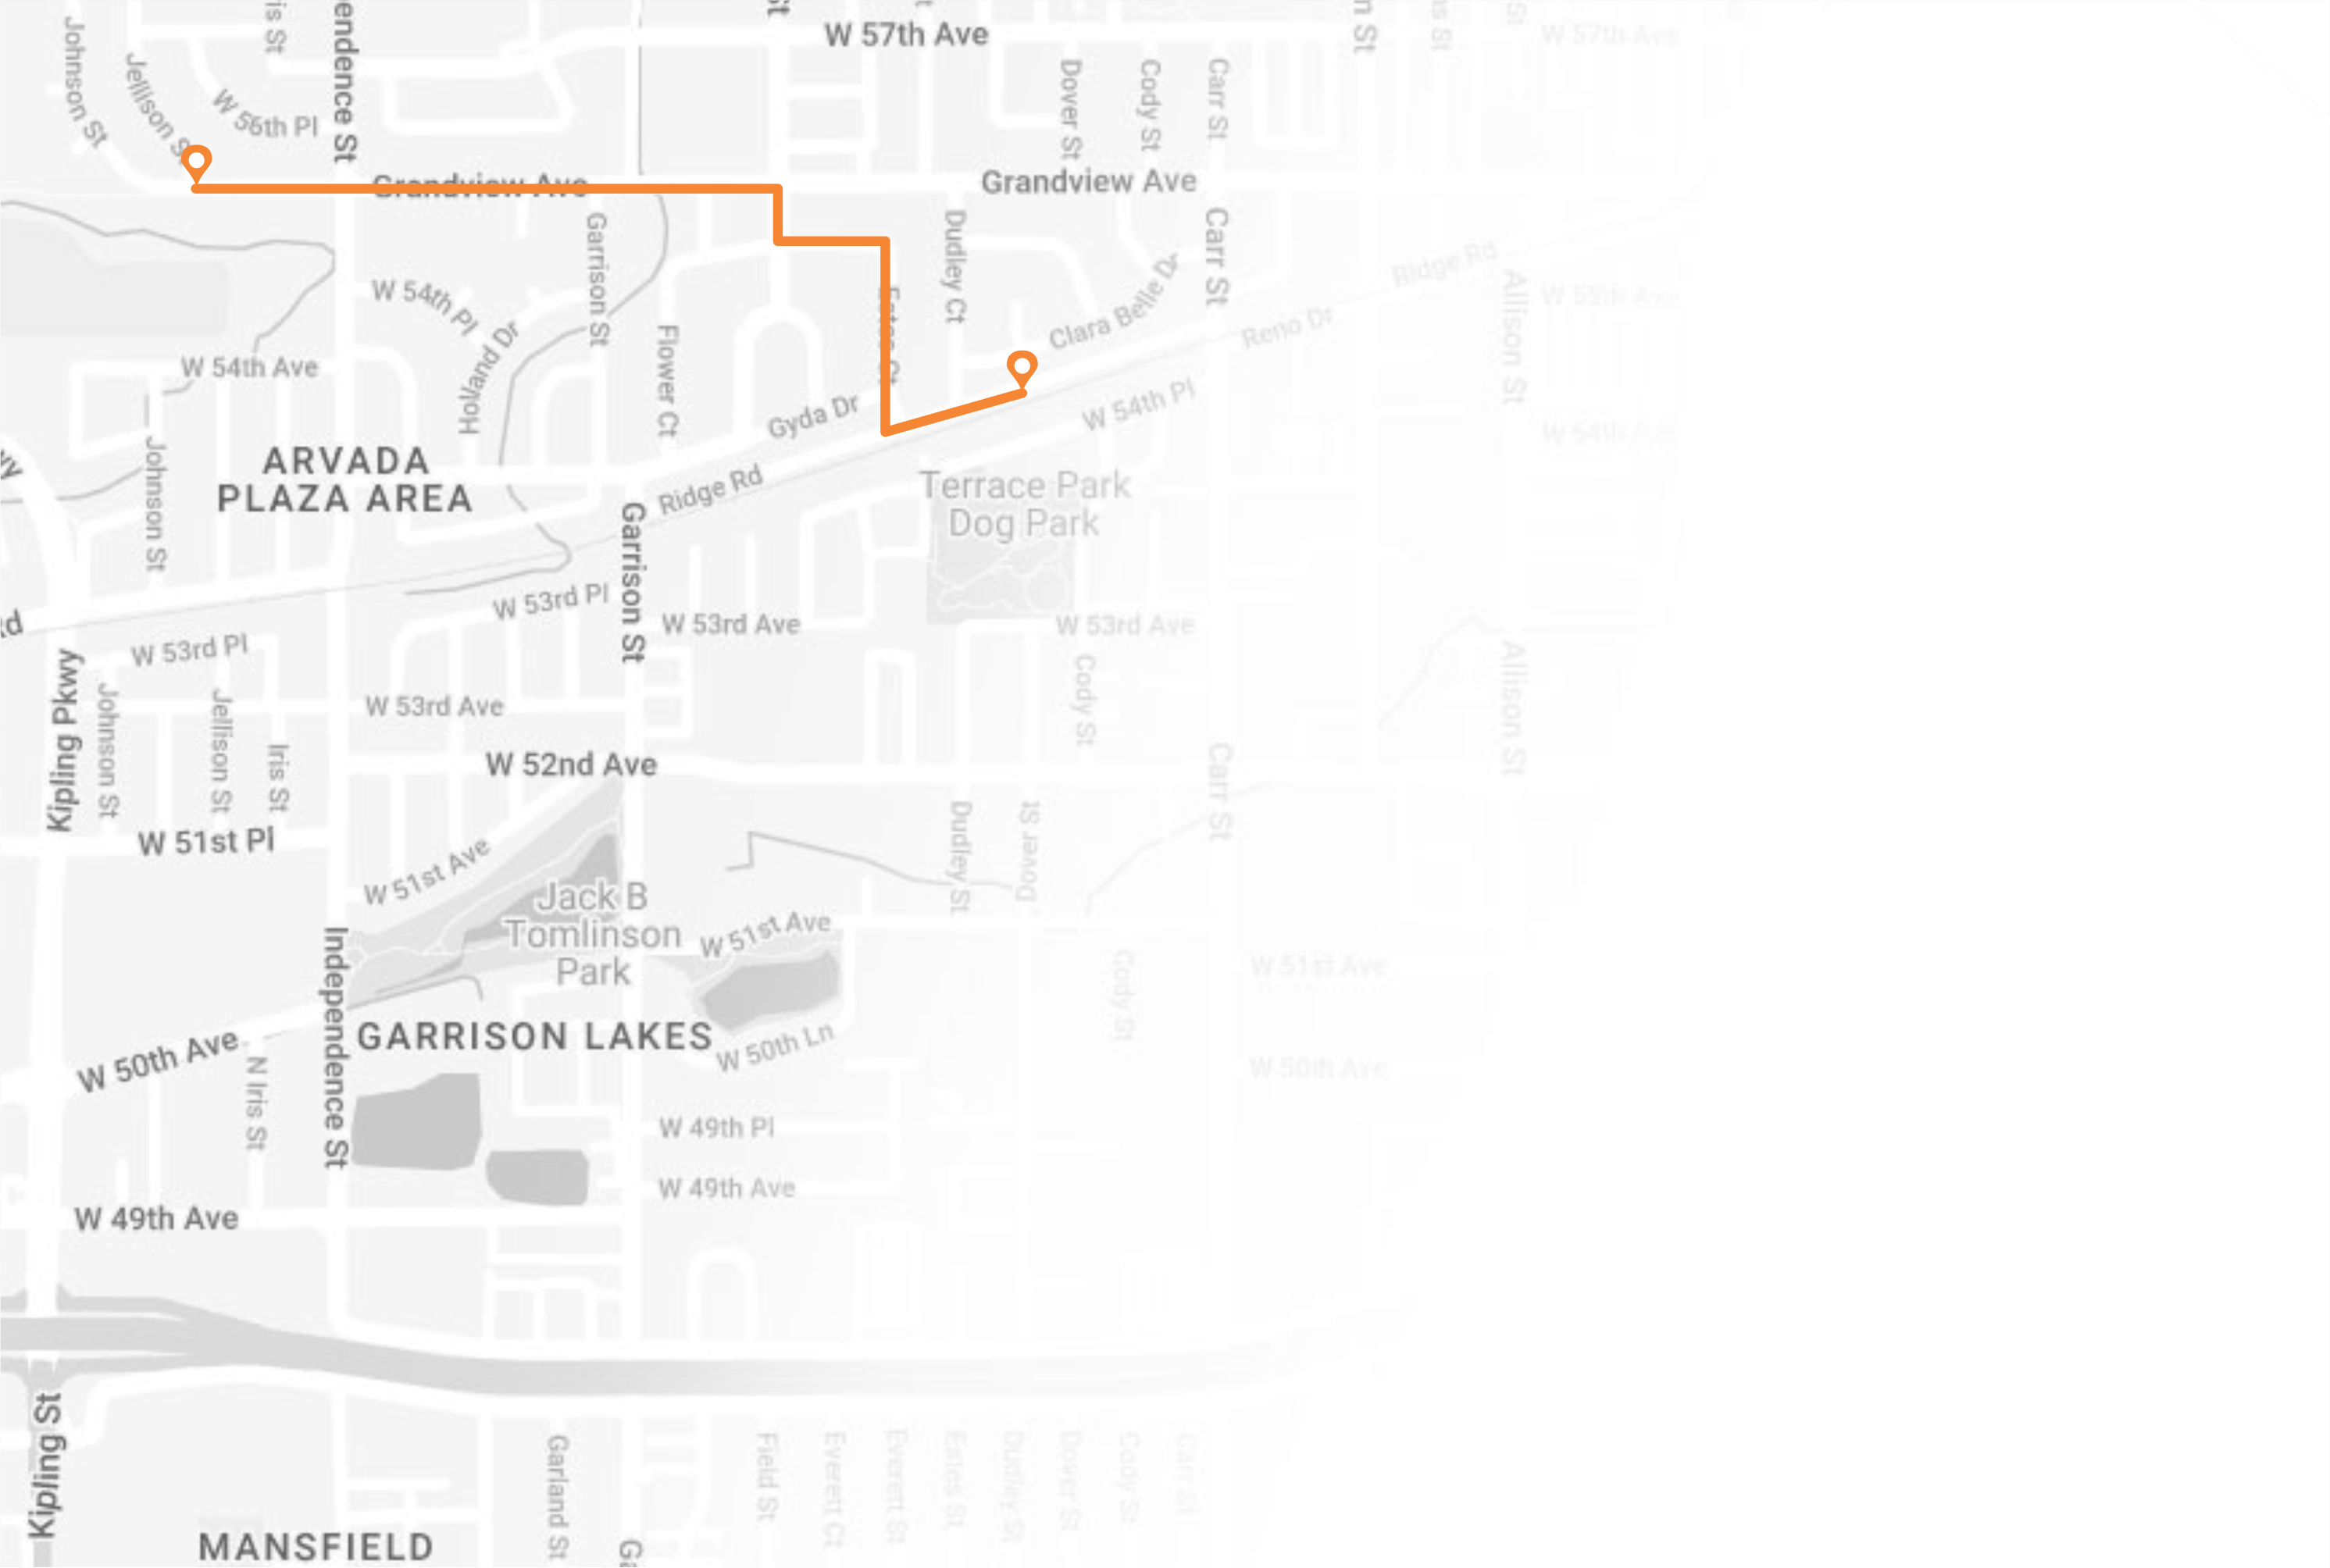 W 57th Ave
W 57th Ave
Johnson St
Jellison S
is St
endence St
W 56th Pl
St
n St
as St
St
Dover St
Cody St
Carr St
Grandview Ave
Grandview Ave
Garrison St
Dudley Ct
Carr St
W 54th Pl
Holland Dr
Flower Ct
Estes Ct
Clara Belle Dr
Ridge Rd
Reno Dr
Allison St
W 55th Ave
W 54th Ave
Gyda Dr
W 54th Pl
W 54th Ave
ARVADA
PLAZA AREA
Johnson St
Ridge Rd
Terrace Park
Dog Park
Garrison St
W 53rd Pl
W 53rd Ave
W 53rd Ave
W 53rd Pl
Kipling Pkwy
Johnson St
Jellison St
Iris St
W 53rd Ave
Cody St
Allison St
W 52nd Ave
Carr St
W 51st Pl
W 51st Ave
Dudley St
Dover St
Jack B
Tomlinson
Park
W 51st Ave
Independence St
Cody St
W 51st Ave
GARRISON LAKES
W 50th Ave
W 50th Ln
W 50th Ave
N Iris St
W 49th Pl
W 49th Ave
W 49th Ave
Kipling St
Garland St
Field St
Everett Ct
Everett St
Estes St
Dudley St
Dover St
Cody St
Carr St
Ga
MANSFIELD